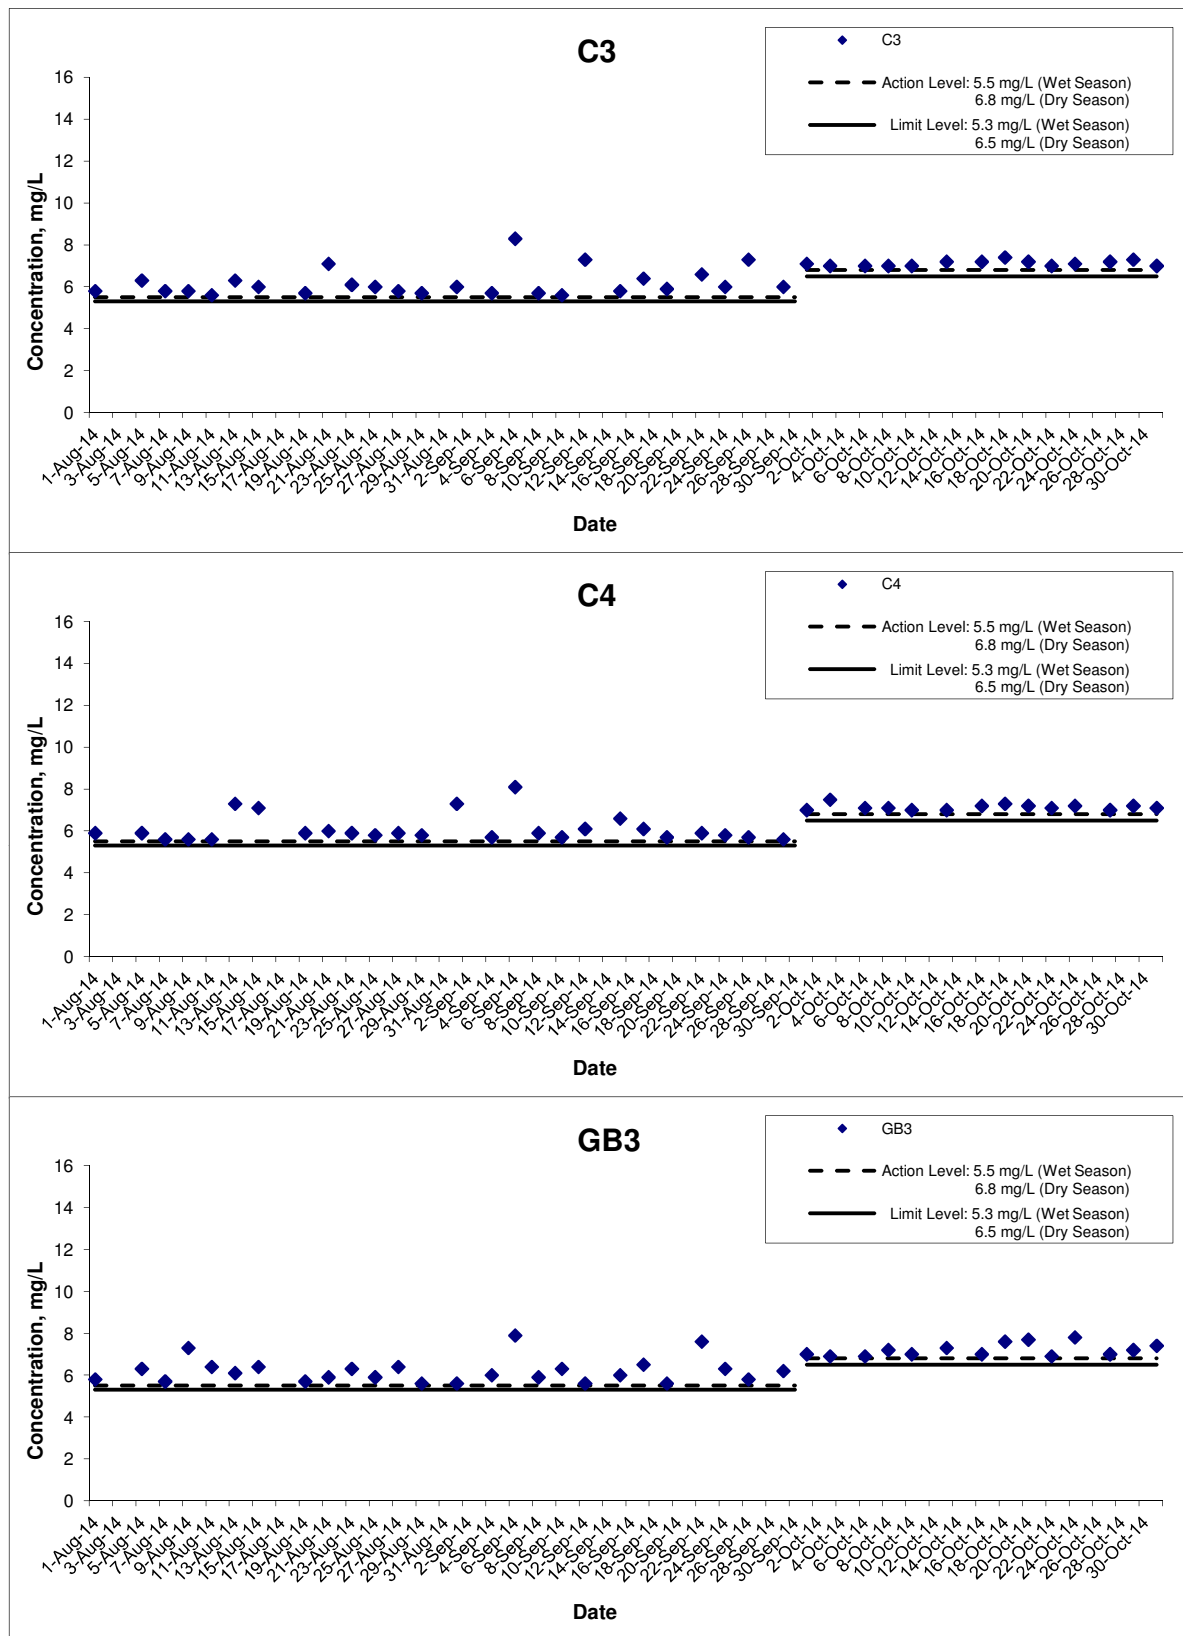 C3
C3
Action Level: 5.5 mg/L (Wet Season)
6.8 mg/L (Dry Season)
Limit Level: 5.3 mg/L (Wet Season)
6.5 mg/L (Dry Season)
Concentration, mg/L
16
14
12
10
8
6
4
2
0
1-Aug-14
3-Aug-14
5-Aug-14
7-Aug-14
9-Aug-14
11-Aug-14
13-Aug-14
15-Aug-14
17-Aug-14
19-Aug-14
21-Aug-14
23-Aug-14
25-Aug-14
27-Aug-14
29-Aug-14
31-Aug-14
2-Sep-14
4-Sep-14
6-Sep-14
8-Sep-14
10-Sep-14
12-Sep-14
14-Sep-14
16-Sep-14
18-Sep-14
20-Sep-14
22-Sep-14
24-Sep-14
26-Sep-14
28-Sep-14
30-Sep-14
2-Oct-14
4-Oct-14
6-Oct-14
8-Oct-14
10-Oct-14
12-Oct-14
14-Oct-14
16-Oct-14
18-Oct-14
20-Oct-14
22-Oct-14
24-Oct-14
26-Oct-14
28-Oct-14
30-Oct-14
Date
C4
C4
Action Level: 5.5 mg/L (Wet Season)
6.8 mg/L (Dry Season)
Limit Level: 5.3 mg/L (Wet Season)
6.5 mg/L (Dry Season)
Concentration, mg/L
16
14
12
10
8
6
4
2
0
1-Aug-14
3-Aug-14
5-Aug-14
7-Aug-14
9-Aug-14
11-Aug-14
13-Aug-14
15-Aug-14
17-Aug-14
19-Aug-14
21-Aug-14
23-Aug-14
25-Aug-14
27-Aug-14
29-Aug-14
31-Aug-14
2-Sep-14
4-Sep-14
6-Sep-14
8-Sep-14
10-Sep-14
12-Sep-14
14-Sep-14
16-Sep-14
18-Sep-14
20-Sep-14
22-Sep-14
24-Sep-14
26-Sep-14
28-Sep-14
30-Sep-14
2-Oct-14
4-Oct-14
6-Oct-14
8-Oct-14
10-Oct-14
12-Oct-14
14-Oct-14
16-Oct-14
18-Oct-14
20-Oct-14
22-Oct-14
24-Oct-14
26-Oct-14
28-Oct-14
30-Oct-14
Date
GB3
GB3
Action Level: 5.5 mg/L (Wet Season)
6.8 mg/L (Dry Season)
Limit Level: 5.3 mg/L (Wet Season)
6.5 mg/L (Dry Season)
Concentration, mg/L
16
14
12
10
8
6
4
2
0
1-Aug-14
3-Aug-14
5-Aug-14
7-Aug-14
9-Aug-14
11-Aug-14
13-Aug-14
15-Aug-14
17-Aug-14
19-Aug-14
21-Aug-14
23-Aug-14
25-Aug-14
27-Aug-14
29-Aug-14
31-Aug-14
2-Sep-14
4-Sep-14
6-Sep-14
8-Sep-14
10-Sep-14
12-Sep-14
14-Sep-14
16-Sep-14
18-Sep-14
20-Sep-14
22-Sep-14
24-Sep-14
26-Sep-14
28-Sep-14
30-Sep-14
2-Oct-14
4-Oct-14
6-Oct-14
8-Oct-14
10-Oct-14
12-Oct-14
14-Oct-14
16-Oct-14
18-Oct-14
20-Oct-14
22-Oct-14
24-Oct-14
26-Oct-14
28-Oct-14
30-Oct-14
Date